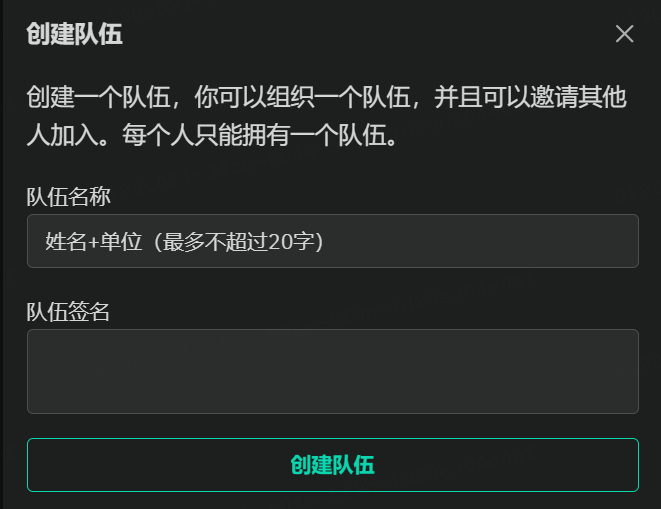 创建队伍
创建一个队伍，你可以组织一个队伍，并且可以邀请其他
人加入。每个人只能拥有一个队伍。
队伍名称
姓名+单位（最多不超过20字）
队伍签名
创建队伍